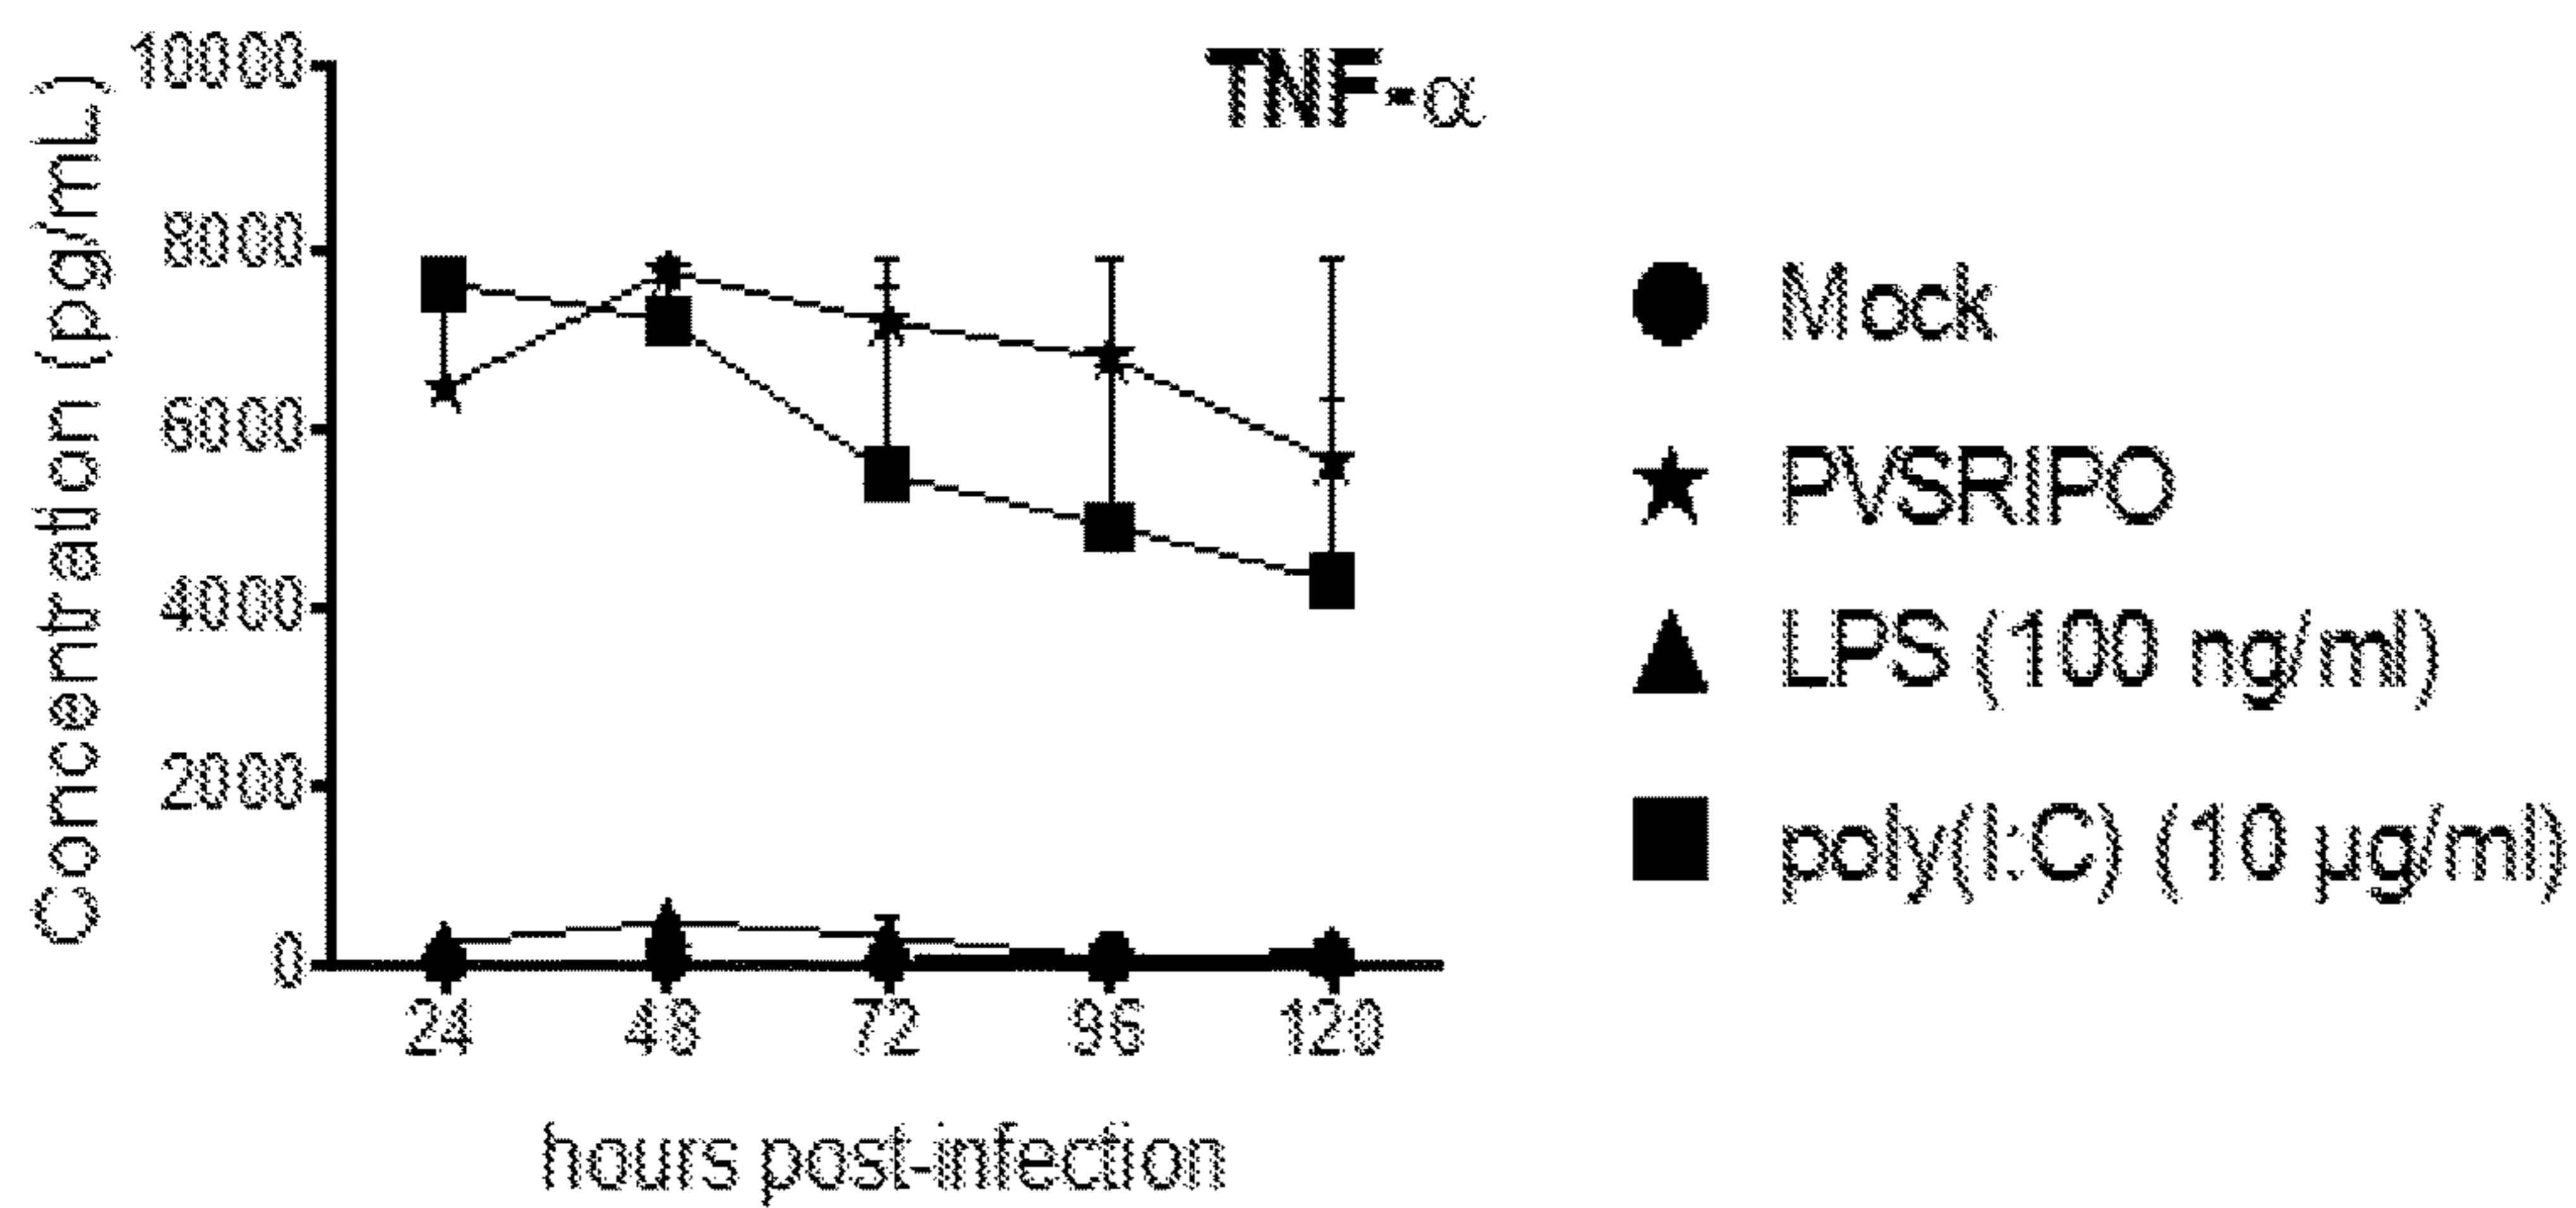 TNF-α
Concentration (pg/mL)
10000
8000
6000
4000
2000
0
24 48 72 96 120
hours post-infection
Mock
PVSRIPO
LPS (100 ng/ml)
poly(I:C) (10 µg/ml)